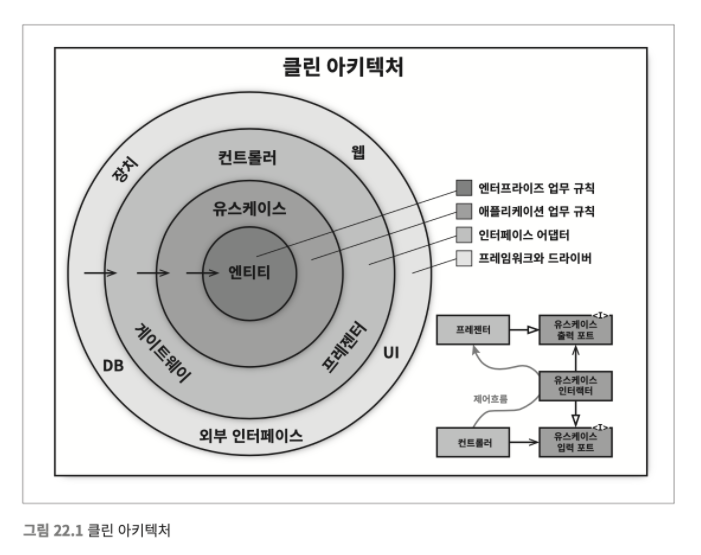 클린 아키텍처
장치
웹
컨트롤러
유스케이스
엔티티
게이트웨이
프레젠터
DB
UI
외부 인터페이스
엔터프라이즈 업무 규칙
애플리케이션 업무 규칙
인터페이스 어댑터
프레임워크와 드라이버
프레젠터
<I>
유스케이스
출력 포트
유스케이스
인터랙터
제어흐름
컨트롤러
<I>
유스케이스
입력 포트
그림 22.1 클린 아키텍처